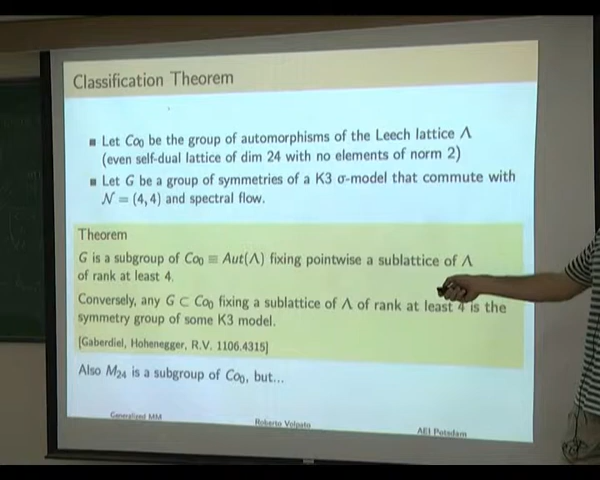 Classification Theorem
Let Co₀ be the group of automorphisms of the Leech lattice Λ
(even self-dual lattice of dim 24 with no elements of norm 2)
Let G be a group of symmetries of a K3 σ-model that commute with
𝒩 = (4, 4) and spectral flow.
Theorem
G is a subgroup of Co₀ ≡ Aut(Λ) fixing pointwise a sublattice of Λ
of rank at least 4.
Conversely, any G ⊂ Co₀ fixing a sublattice of Λ of rank at least 4 is the
symmetry group of some K3 model.
[Gaberdiel, Hohenegger, R.V. 1106.4315]
Also M₂₄ is a subgroup of Co₀, but...
Generalized MM Roberto Volpato AEI Potsdam